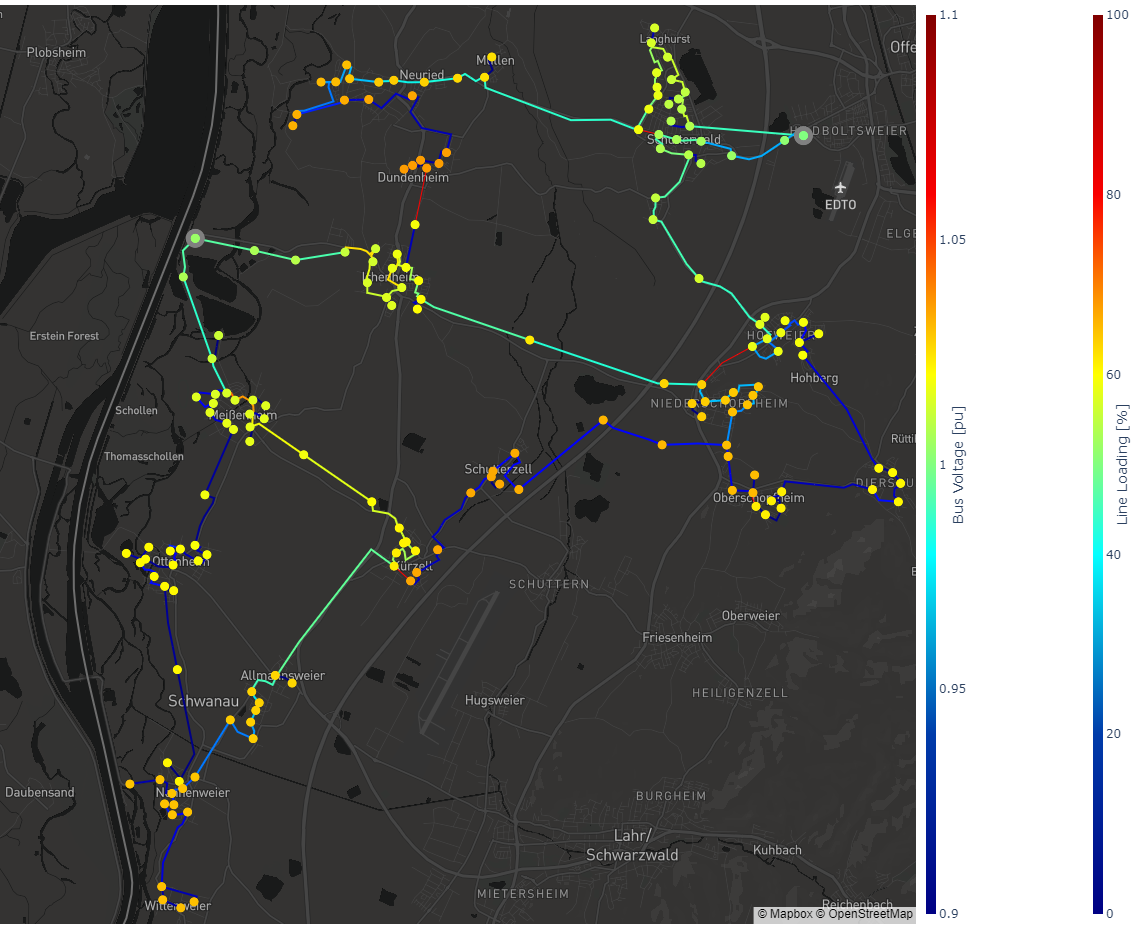 Plobsheim
Langhurst
Offe
Neuried
Müllen
HILDBOLTSWEIER
Schutterwald
Dundenheim
EDTO
ELGE
Ichenheim
Erstein Forest
HOFWEIER
Hohberg
Schollen
Meißenheim
NIEDERSCHOPFHEIM
Thomasschollen
Schutterzell
Rütti
Oberschopfheim
DIERSBU
Ottenheim
Kürzell
SCHUTTERN
Oberweier
Friesenheim
Allmannsweier
Schwanau
Hugsweier
HEILIGENZELL
Daubensand
Nonnenweier
BURGHEIM
Lahr/
Schwarzwald
Kuhbach
MIETERSHEIM
Wittenweier
Reichenbach
© Mapbox © OpenStreetMap
1.1
1.05
1
0.95
0.9
Bus Voltage [pu]
100
80
60
40
20
0
Line Loading [%]